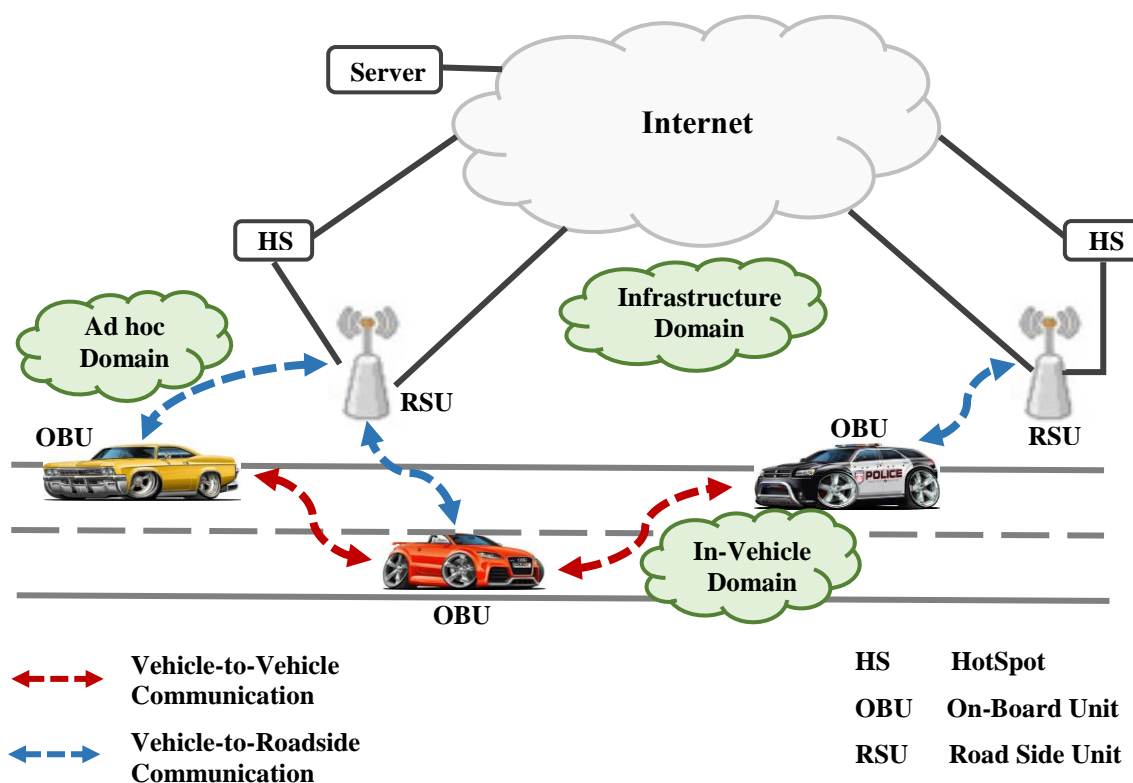 Server
Internet
HS
HS
Infrastructure
Domain
Ad hoc
Domain
RSU
RSU
OBU
OBU
POLICE
In-Vehicle
Domain
OBU
Vehicle-to-Vehicle
Communication
Vehicle-to-Roadside
Communication
HS HotSpot
OBU On-Board Unit
RSU Road Side Unit